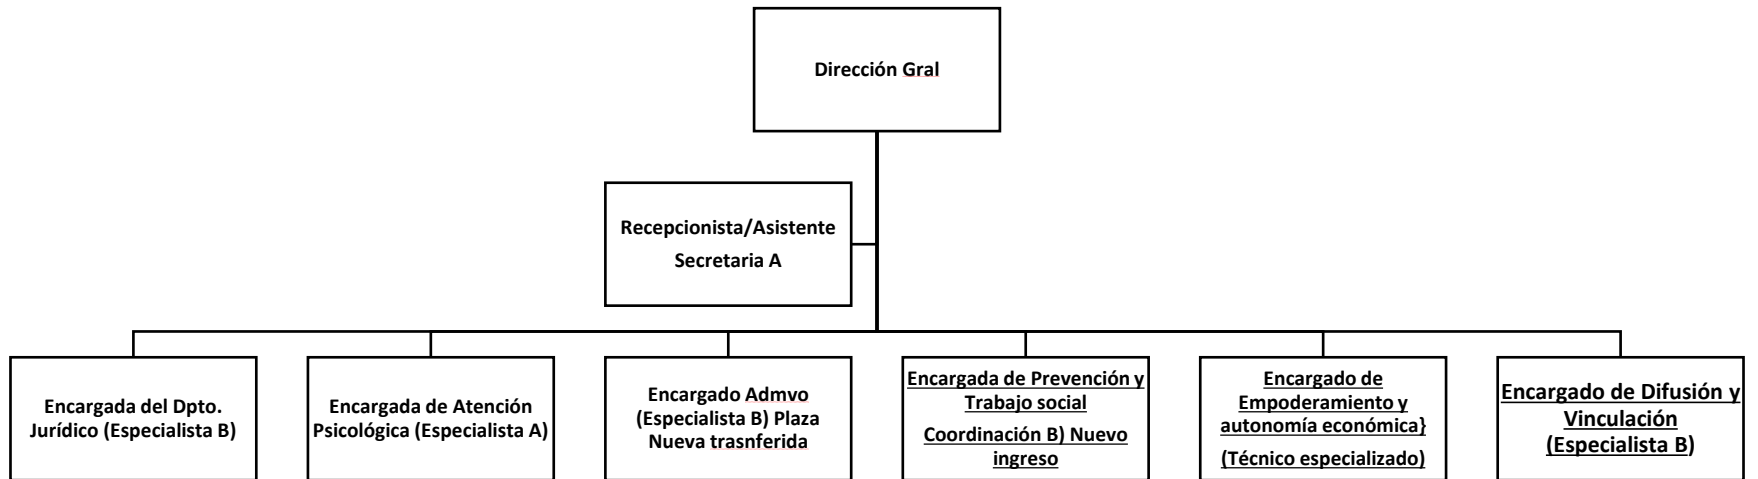 Dirección Gral
Recepcionista/Asistente
Secretaria A
Encargada del Dpto.
Jurídico (Especialista B)
Encargada de Atención
Psicológica (Especialista A)
Encargado Admvo
(Especialista B) Plaza
Nueva trasnferida
Encargada de Prevención y
Trabajo social
Coordinación B) Nuevo
ingreso
Encargado de
Empoderamiento y
autonomía económica}
(Técnico especializado)
Encargado de Difusión y
Vinculación
(Especialista B)